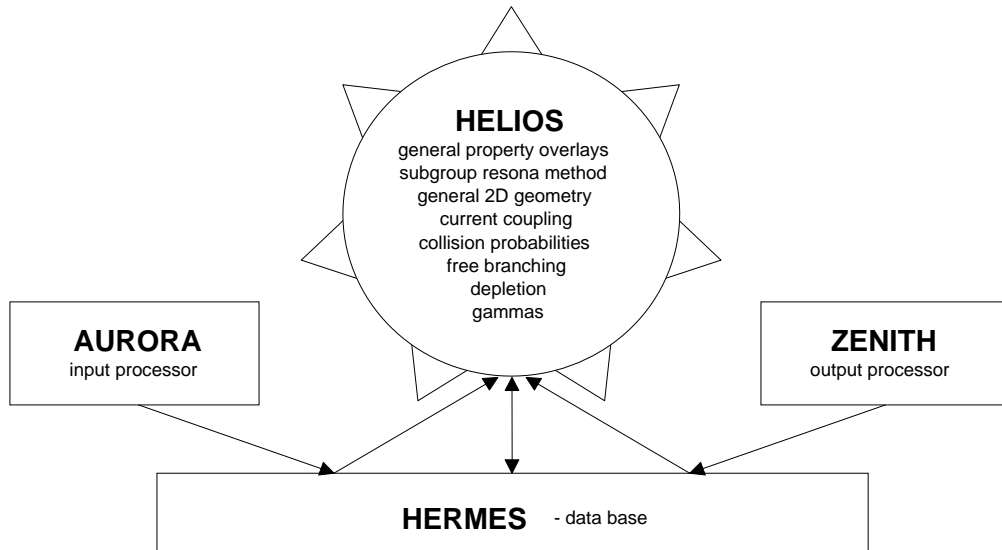 HELIOS
general property overlays
subgroup resona method
general 2D geometry
current coupling
collision probabilities
free branching
depletion
gammas
AURORA
input processor
ZENITH
output processor
HERMES - data base